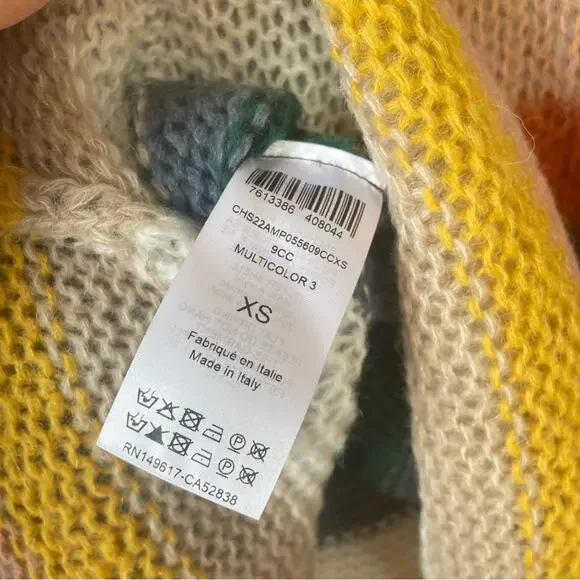 7613386 408044
CHS22AMP055609CCXS
9CC
MULTICOLOR 3
XS
Fabriqué en Italie
Made in Italy
RN149617-CA52838